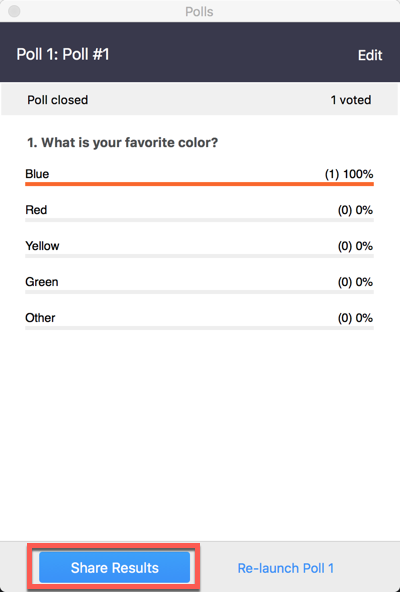 Polls
Poll 1: Poll #1 Edit
Poll closed 1 voted
1. What is your favorite color?
Blue (1) 100%
Red (0) 0%
Yellow (0) 0%
Green (0) 0%
Other (0) 0%
Share Results Re-launch Poll 1